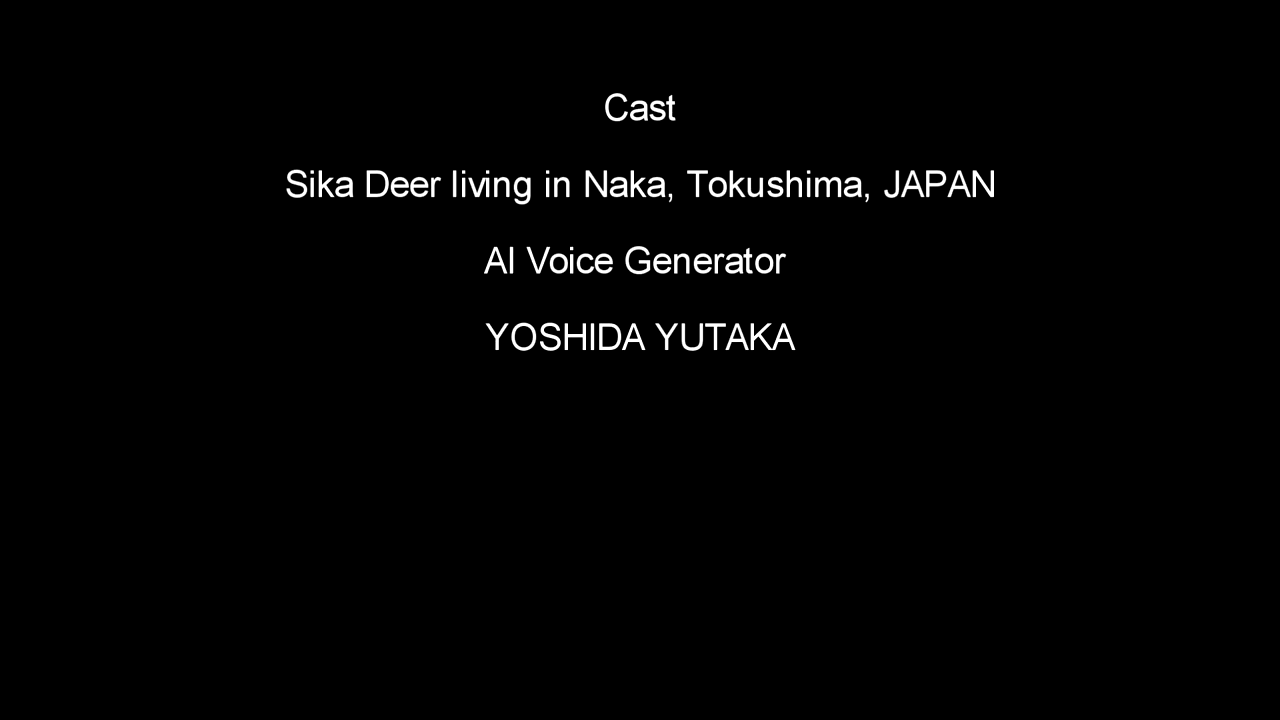 Cast
Sika Deer living in Naka, Tokushima, JAPAN
AI Voice Generator
YOSHIDA YUTAKA